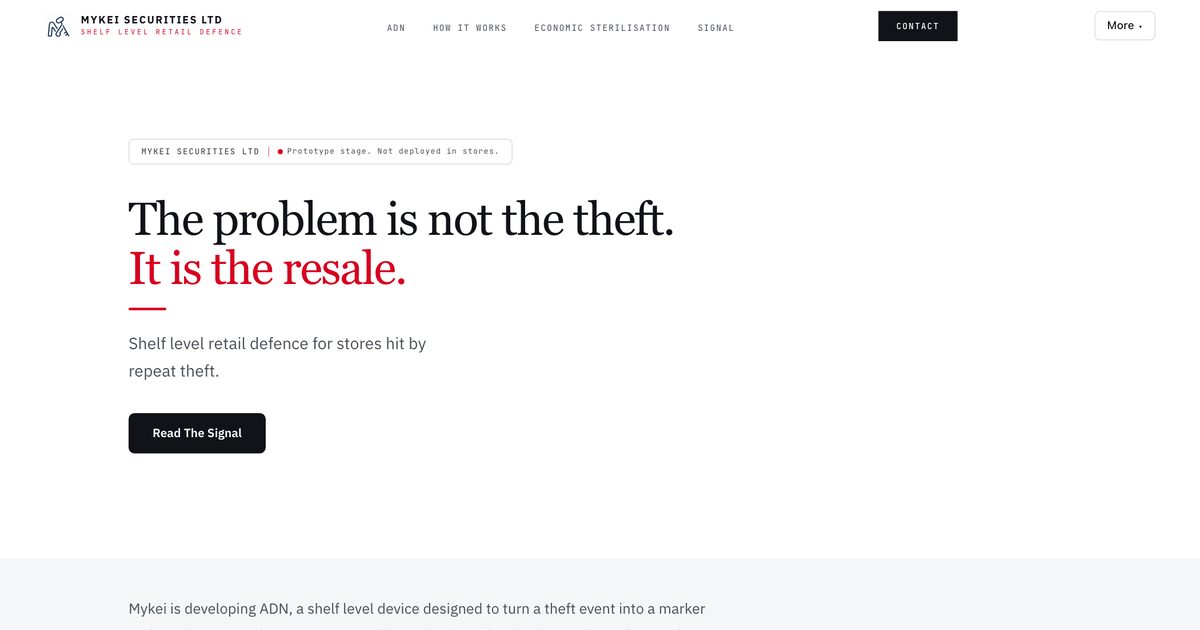 MYKEI SECURITIES LTD
SHELF LEVEL RETAIL DEFENCE
ADN
HOW IT WORKS
ECONOMIC STERILISATION
SIGNAL
CONTACT
More
MYKEI SECURITIES LTD | Prototype stage. Not deployed in stores.
The problem is not the theft.
It is the resale.
Shelf level retail defence for stores hit by
repeat theft.
Read The Signal
Mykei is developing ADN, a shelf level device designed to turn a theft event into a marker